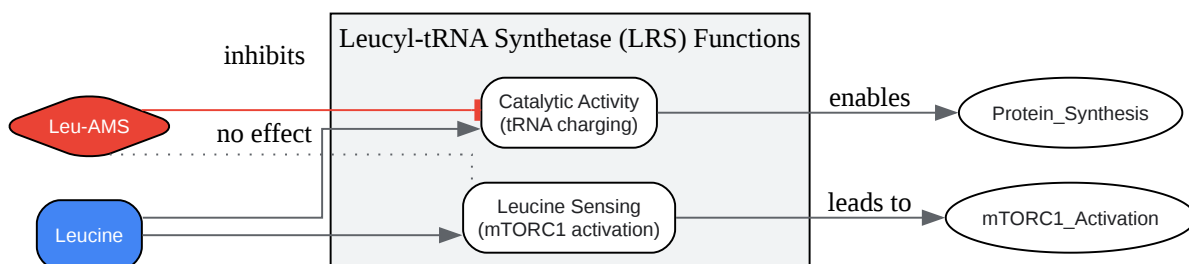 Leucyl-tRNA Synthetase (LRS) Functions
inhibits
Leu-AMS
Catalytic Activity
(tRNA charging)
enables
Protein_Synthesis
no effect
Leucine
Leucine Sensing
(mTORC1 activation)
leads to
mTORC1_Activation